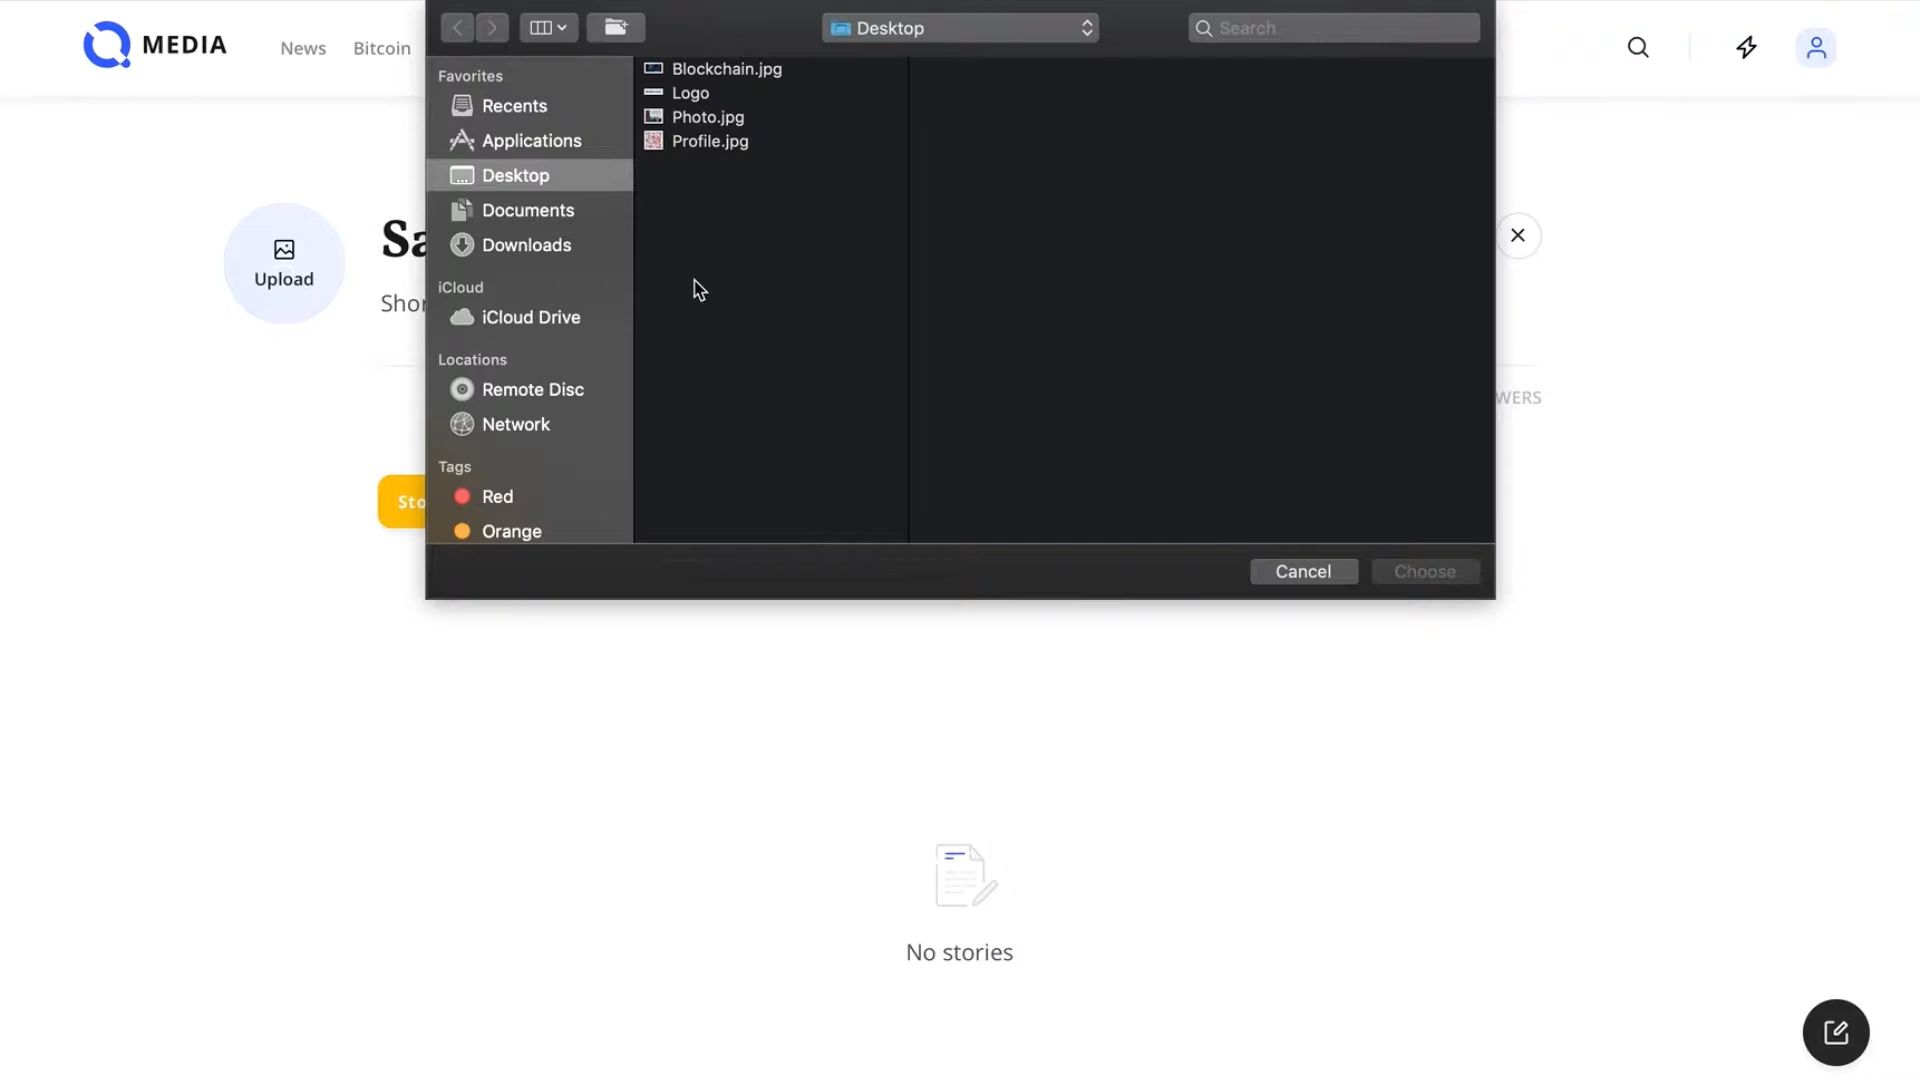 MEDIA
News
Bitcoin
Desktop
Search
Favorites
Recents
Applications
Desktop
Documents
Downloads
iCloud
iCloud Drive
Locations
Remote Disc
Network
Tags
Red
Orange
Blockchain.jpg
Logo
Photo.jpg
Profile.jpg
Cancel
Choose
Upload
Sa
Shor
WERS
Sto
No stories